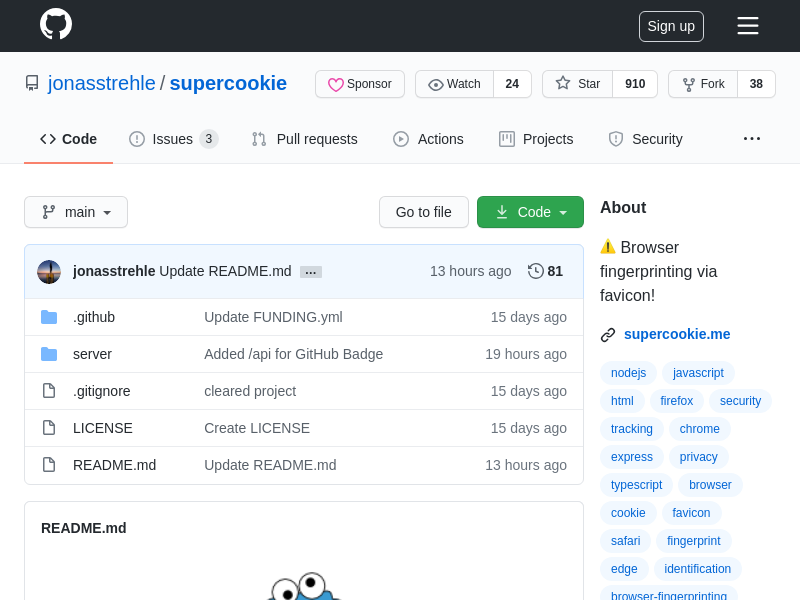 Sign up
jonasstrehle / supercookie
Sponsor
Watch 24
Star 910
Fork 38
Code
Issues 3
Pull requests
Actions
Projects
Security
...
main
Go to file
Code
jonasstrehle Update README.md ... 13 hours ago 81
.github Update FUNDING.yml 15 days ago
server Added /api for GitHub Badge 19 hours ago
.gitignore cleared project 15 days ago
LICENSE Create LICENSE 15 days ago
README.md Update README.md 13 hours ago
README.md
About
⚠️ Browser
fingerprinting via
favicon!
supercookie.me
nodejs javascript
html firefox security
tracking chrome
express privacy
typescript browser
cookie favicon
safari fingerprint
edge identification
browser-fingerprinting